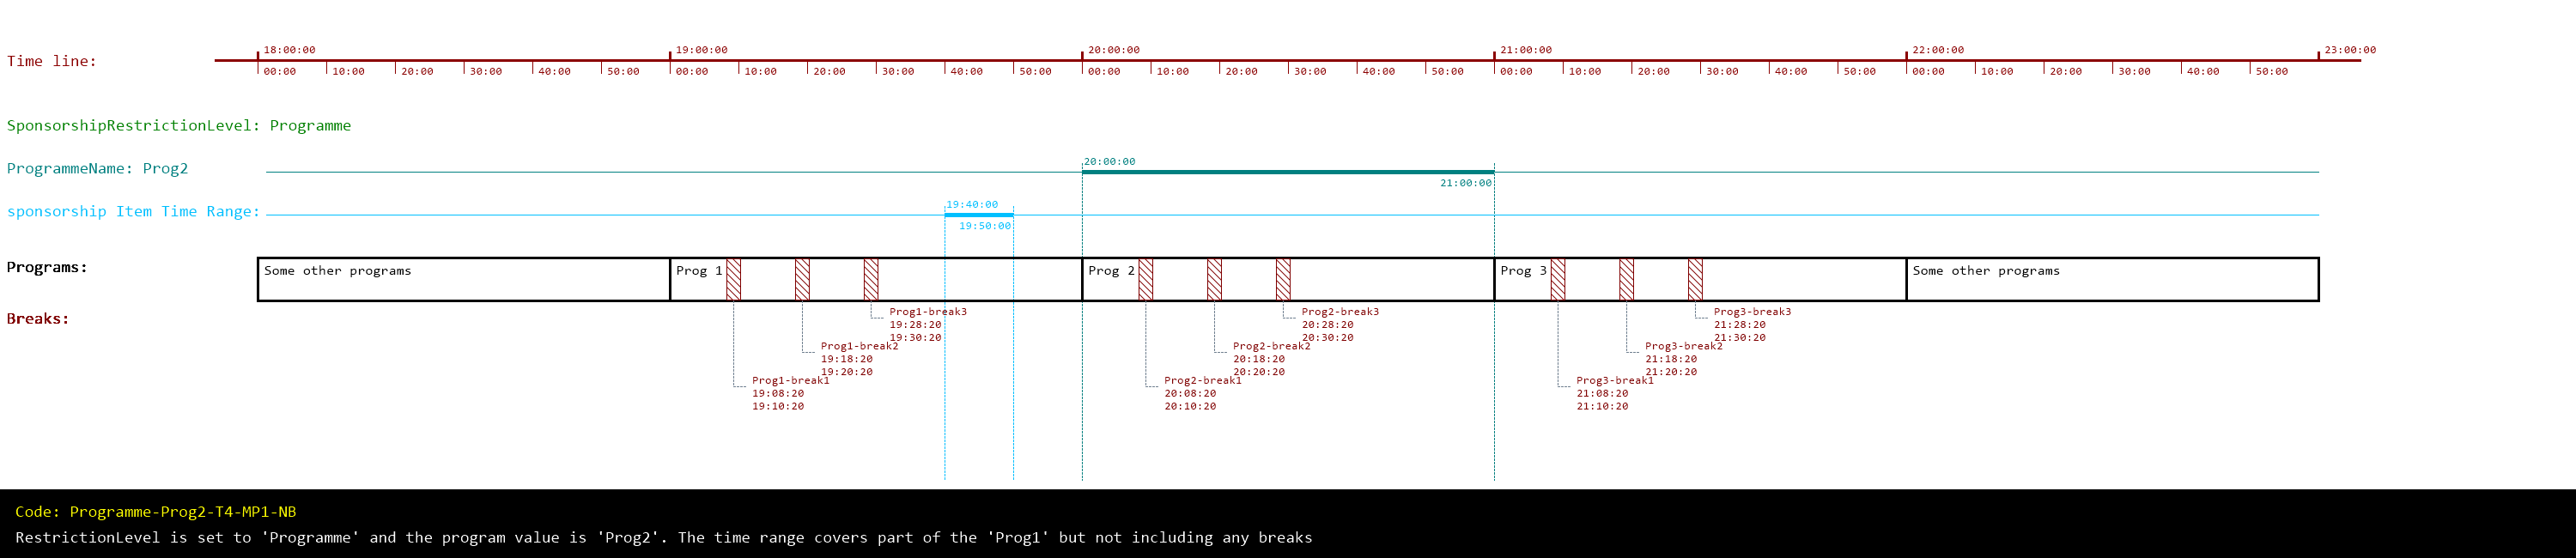 18:00:00 19:00:00 20:00:00 21:00:00 22:00:00 23:00:00
Time line:
00:00 10:00 20:00 30:00 40:00 50:00 00:00 10:00 20:00 30:00 40:00 50:00 00:00 10:00 20:00 30:00 40:00 50:00 00:00 10:00 20:00 30:00 40:00 50:00 00:00 10:00 20:00 30:00 40:00 50:00
SponsorshipRestrictionLevel: Programme
20:00:00
ProgrammeName: Prog2
21:00:00
19:40:00
sponsorship Item Time Range:
19:50:00
Programs:
Some other programs Prog 1 Prog 2 Prog 3 Some other programs
Breaks:
Prog1-break3
19:28:20
19:30:20
Prog1-break2
19:18:20
19:20:20
Prog1-break1
19:08:20
19:10:20
Prog2-break3
20:28:20
20:30:20
Prog2-break2
20:18:20
20:20:20
Prog2-break1
20:08:20
20:10:20
Prog3-break3
21:28:20
21:30:20
Prog3-break2
21:18:20
21:20:20
Prog3-break1
21:08:20
21:10:20
Code: Programme-Prog2-T4-MP1-NB
RestrictionLevel is set to 'Programme' and the program value is 'Prog2'. The time range covers part of the 'Prog1' but not including any breaks